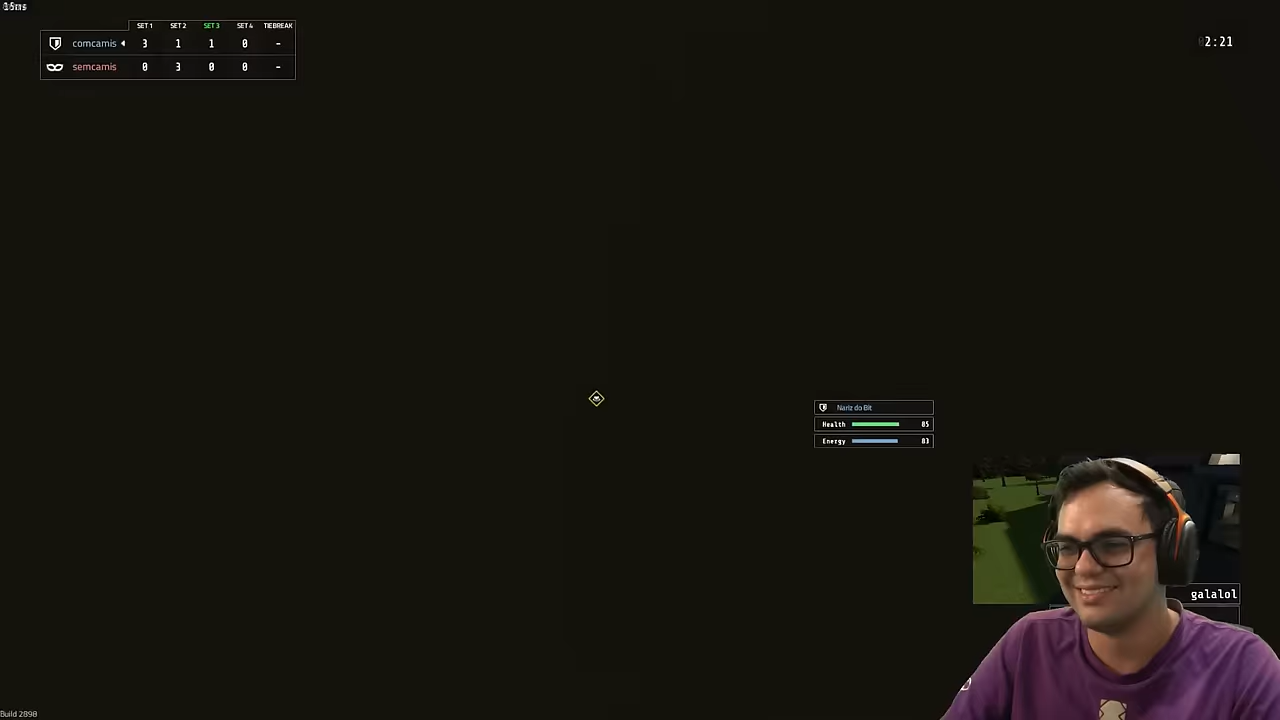 SET 1 SET 2 SET 3 SET 4 TIEBREAK
comcamis 3 1 1 0 -
semcamis 0 3 0 0 -
2:21
Nariz do Bit
Health 85
Energy 83
galalol
Build 2898